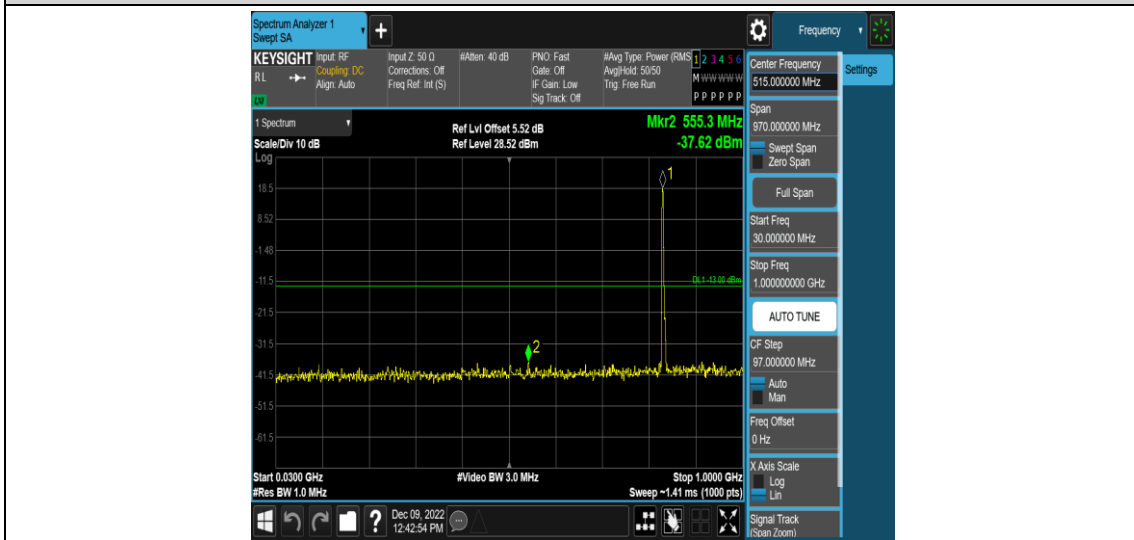 Spectrum Analyzer 1
Swept SA
+
Frequency
KEYSIGHT
RL
LXI
Input: RF
Coupling: DC
Align: Auto
Input Z: 50 Ω
Corrections: Off
Freq Ref: Int (S)
#Atten: 40 dB
PNO: Fast
Gate: Off
IF Gain: Low
Sig Track: Off
#Avg Type: Power (RMS
Avg|Hold: 50/50
Trig: Free Run
1 2 3 4 5 6
M W W W W W
P P P P P P
1 Spectrum
Scale/Div 10 dB
Log
Ref Lvl Offset 5.52 dB
Ref Level 28.52 dBm
Mkr2 555.3 MHz
-37.62 dBm
1
18.5
8.52
-1.48
-11.5
DL1 -13.00 dBm
-21.5
-31.5
2
-41.5
-51.5
-61.5
Start 0.0300 GHz
#Res BW 1.0 MHz
#Video BW 3.0 MHz
Stop 1.0000 GHz
Sweep ~1.41 ms (1000 pts)
Center Frequency
515.000000 MHz
Settings
Span
970.000000 MHz
Swept Span
Zero Span
Full Span
Start Freq
30.000000 MHz
Stop Freq
1.000000000 GHz
AUTO TUNE
CF Step
97.000000 MHz
Auto
Man
Freq Offset
0 Hz
X Axis Scale
Log
Lin
Signal Track
(Span Zoom)
?
Dec 09, 2022
12:42:54 PM